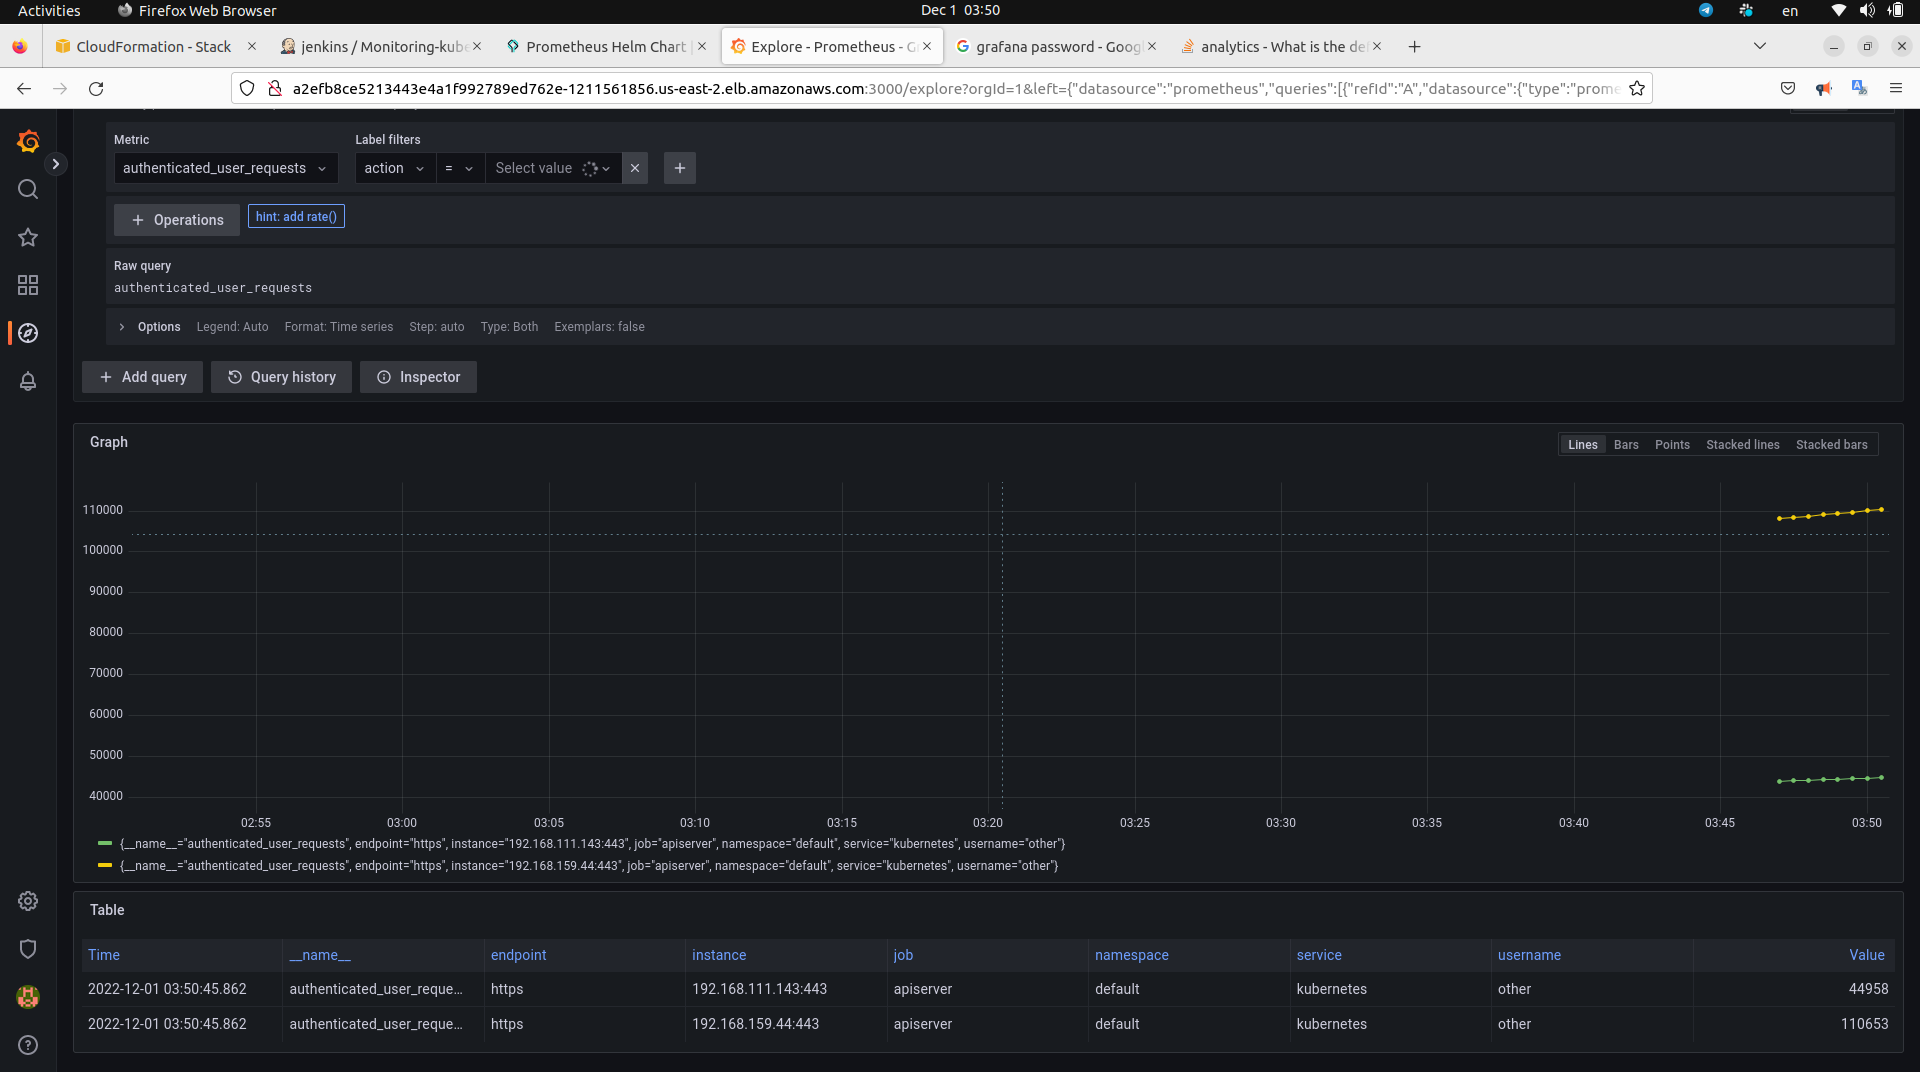 Activities Firefox Web Browser Dec 1 03:50 en
CloudFormation - Stack jenkins / Monitoring-kube Prometheus Helm Chart | Explore - Prometheus - G grafana password - Goog analytics - What is the de
a2efb8ce5213443e4a1f992789ed762e-1211561856.us-east-2.elb.amazonaws.com:3000/explore?orgId=1&left={"datasource":"prometheus","queries":[{"refId":"A","datasource":{"type":"prome
Metric Label filters
authenticated_user_requests action = Select value
+ Operations hint: add rate()
Raw query
authenticated_user_requests
Options Legend: Auto Format: Time series Step: auto Type: Both Exemplars: false
+ Add query Query history Inspector
Graph Lines Bars Points Stacked lines Stacked bars
110000
100000
90000
80000
70000
60000
50000
40000
02:55 03:00 03:05 03:10 03:15 03:20 03:25 03:30 03:35 03:40 03:45 03:50
{__name__="authenticated_user_requests", endpoint="https", instance="192.168.111.143:443", job="apiserver", namespace="default", service="kubernetes", username="other"}
{__name__="authenticated_user_requests", endpoint="https", instance="192.168.159.44:443", job="apiserver", namespace="default", service="kubernetes", username="other"}
Table
Time __name__ endpoint instance job namespace service username Value
2022-12-01 03:50:45.862 authenticated_user_reque... https 192.168.111.143:443 apiserver default kubernetes other 44958
2022-12-01 03:50:45.862 authenticated_user_reque... https 192.168.159.44:443 apiserver default kubernetes other 110653